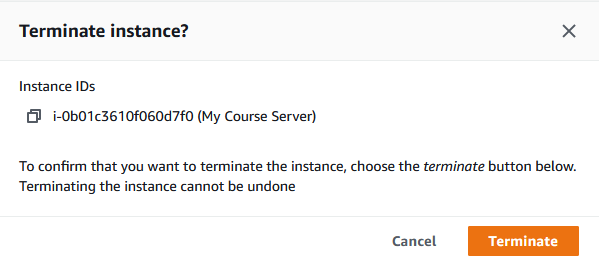 Terminate instance?
Instance IDs
i-0b01c3610f060d7f0 (My Course Server)
To confirm that you want to terminate the instance, choose the terminate button below.
Terminating the instance cannot be undone
Cancel
Terminate